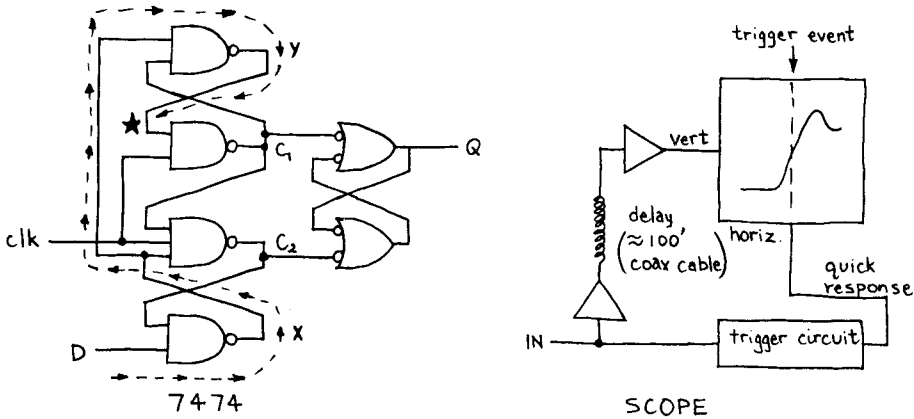 Y
★
C₁
Q
clk
C₂
X
D
7474
trigger event
vert
delay
(≈100'
coax cable)
horiz.
quick
response
IN
trigger circuit
SCOPE